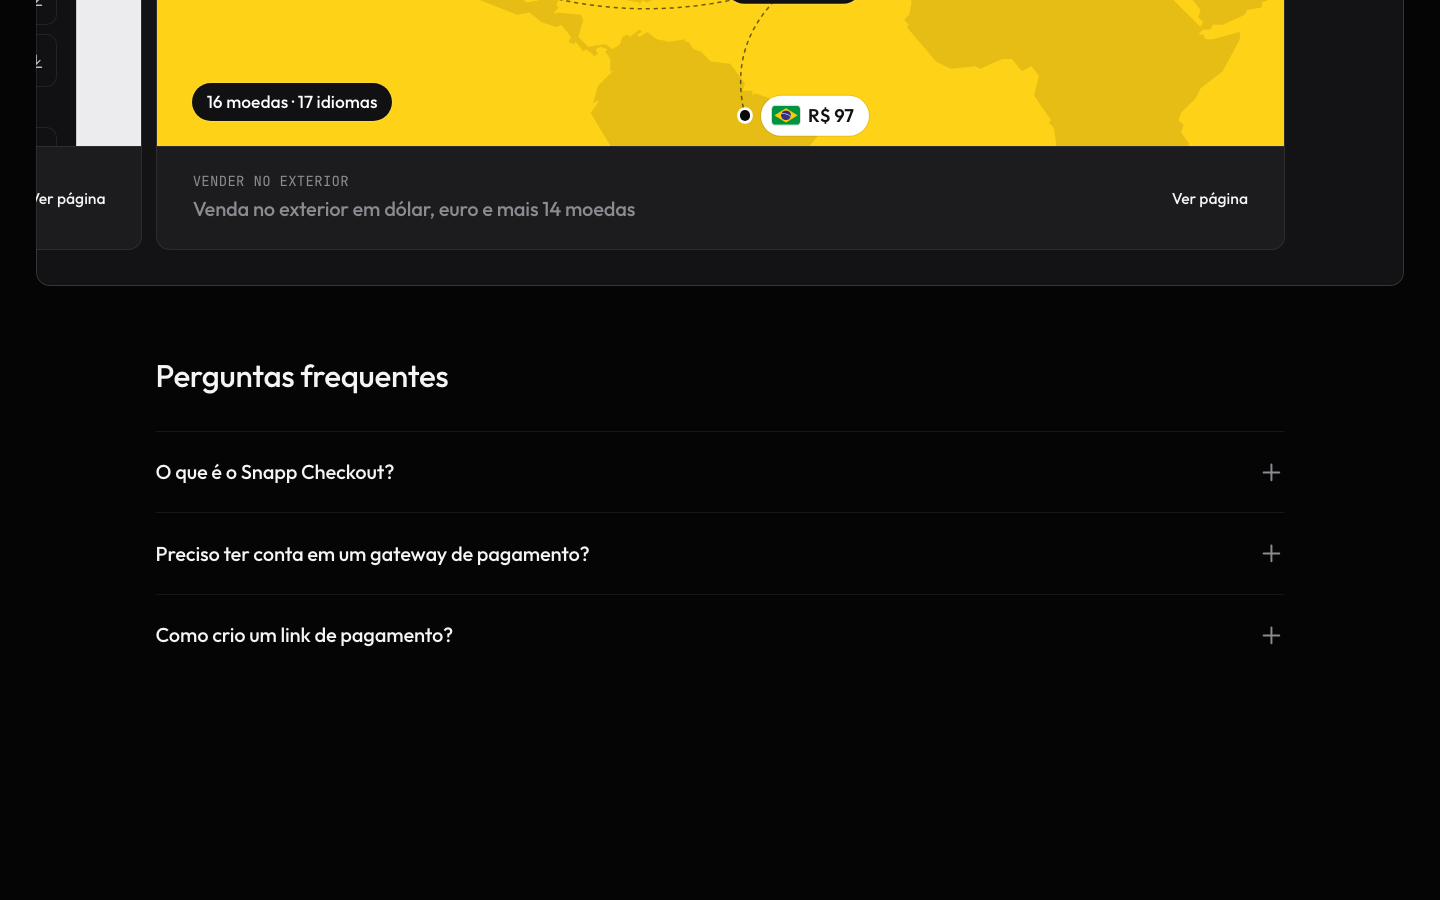 16 moedas · 17 idiomas
R$ 97
Ver página
VENDER NO EXTERIOR
Venda no exterior em dólar, euro e mais 14 moedas
Ver página
Perguntas frequentes
O que é o Snapp Checkout?
Preciso ter conta em um gateway de pagamento?
Como crio um link de pagamento?